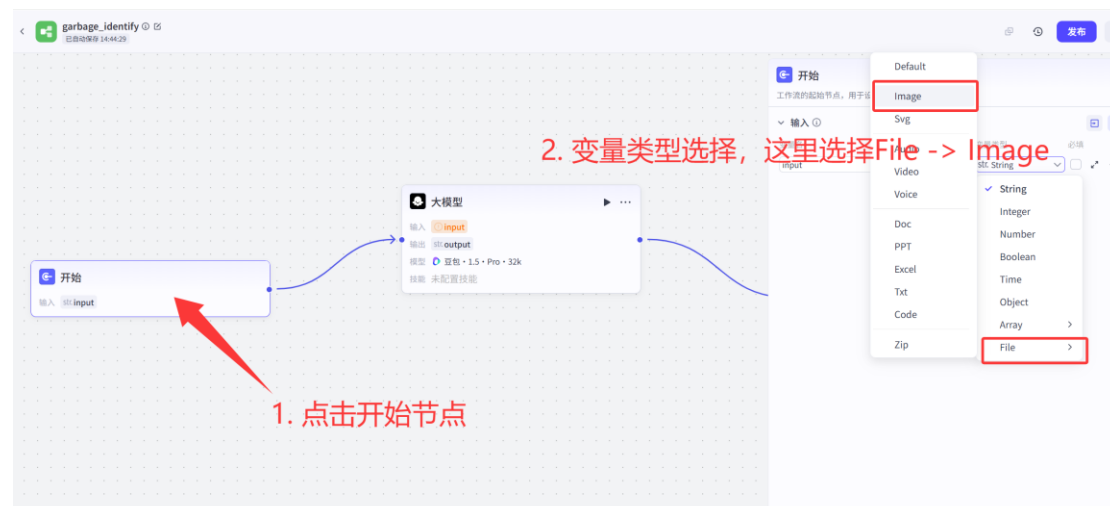 garbage_identify
已自动保存 14:44:29
发布
开始
工作流的起始节点，用于
输入
input
str. String
必填
Default
Image
Svg
Audio
Video
Voice
Doc
PPT
Excel
Txt
Code
Zip
String
Integer
Number
Boolean
Time
Object
Array
File
2. 变量类型选择，这里选择File -> Image
大模型
输入 input
输出 str. output
模型 豆包·1.5·Pro·32k
技能 未配置技能
开始
输入 str. input
1. 点击开始节点